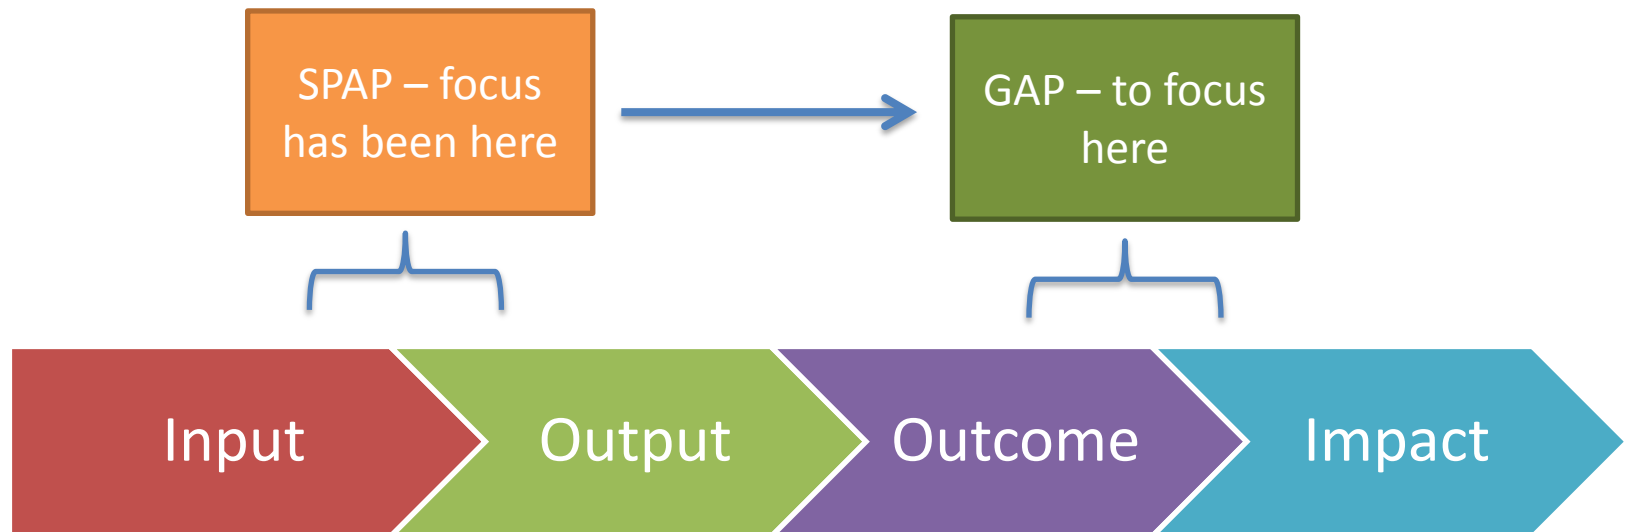 SPAP – focus
has been here
GAP – to focus
here
Input
Output
Outcome
Impact